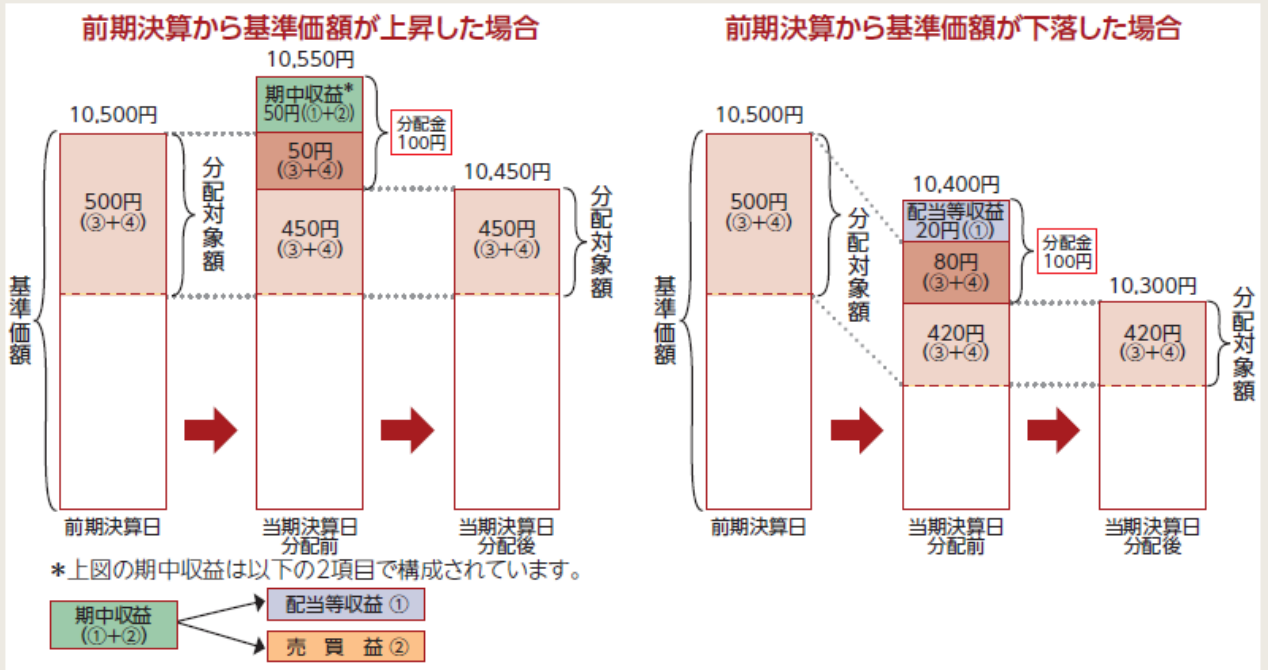 前期決算から基準価額が上昇した場合
10,500円
500円
(③+④)
分配対象額
基準価額
前期決算日
10,550円
期中収益*
50円(①+②)
50円
(③+④)
450円
(③+④)
分配金
100円
当期決算日
分配前
10,450円
450円
(③+④)
分配対象額
当期決算日
分配後
*上図の期中収益は以下の2項目で構成されています。
期中収益
(①+②)
配当等収益 ①
売 買 益 ②
前期決算から基準価額が下落した場合
10,500円
500円
(③+④)
分配対象額
基準価額
前期決算日
10,400円
配当等収益
20円(①)
80円
(③+④)
420円
(③+④)
分配金
100円
当期決算日
分配前
10,300円
420円
(③+④)
分配対象額
当期決算日
分配後